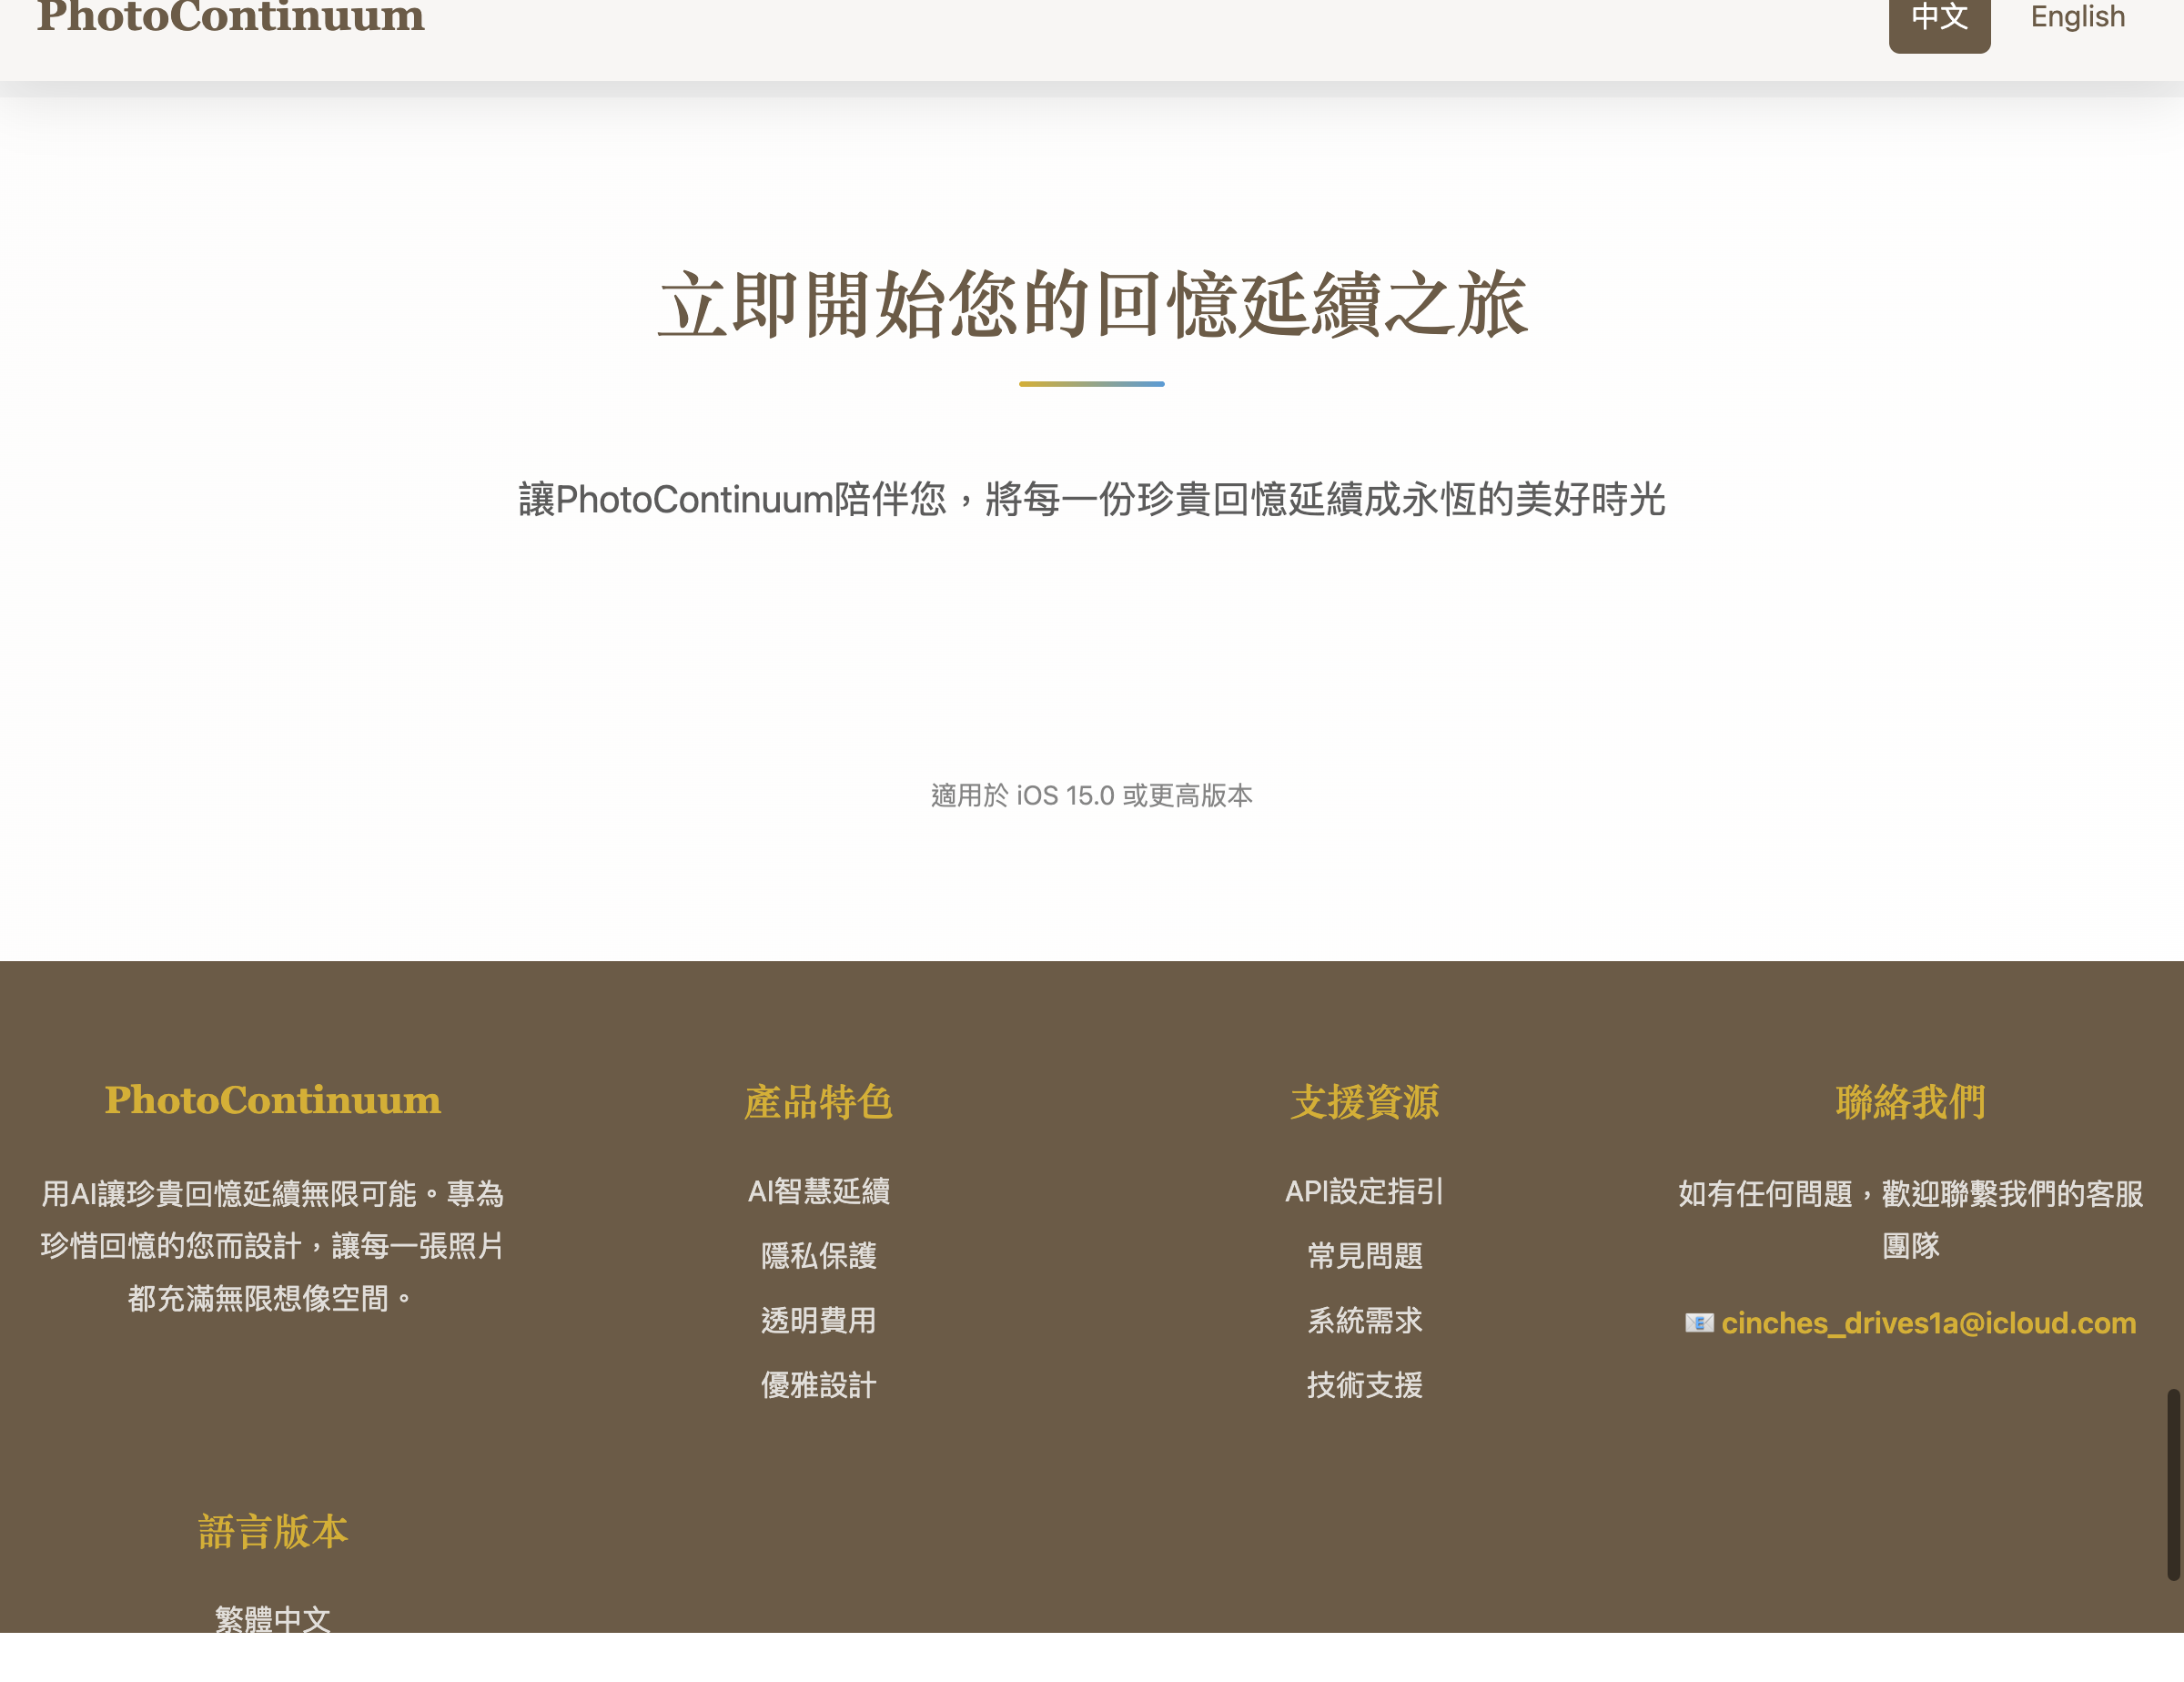 PhotoContinuum
中文
English
立即開始您的回憶延續之旅
讓PhotoContinuum陪伴您，將每一份珍貴回憶延續成永恆的美好時光
適用於 iOS 15.0 或更高版本
PhotoContinuum
用AI讓珍貴回憶延續無限可能。專為
珍惜回憶的您而設計，讓每一張照片
都充滿無限想像空間。
產品特色
AI智慧延續
隱私保護
透明費用
優雅設計
支援資源
API設定指引
常見問題
系統需求
技術支援
聯絡我們
如有任何問題，歡迎聯繫我們的客服
團隊
📧 cinches_drives1a@icloud.com
語言版本
繁體中文